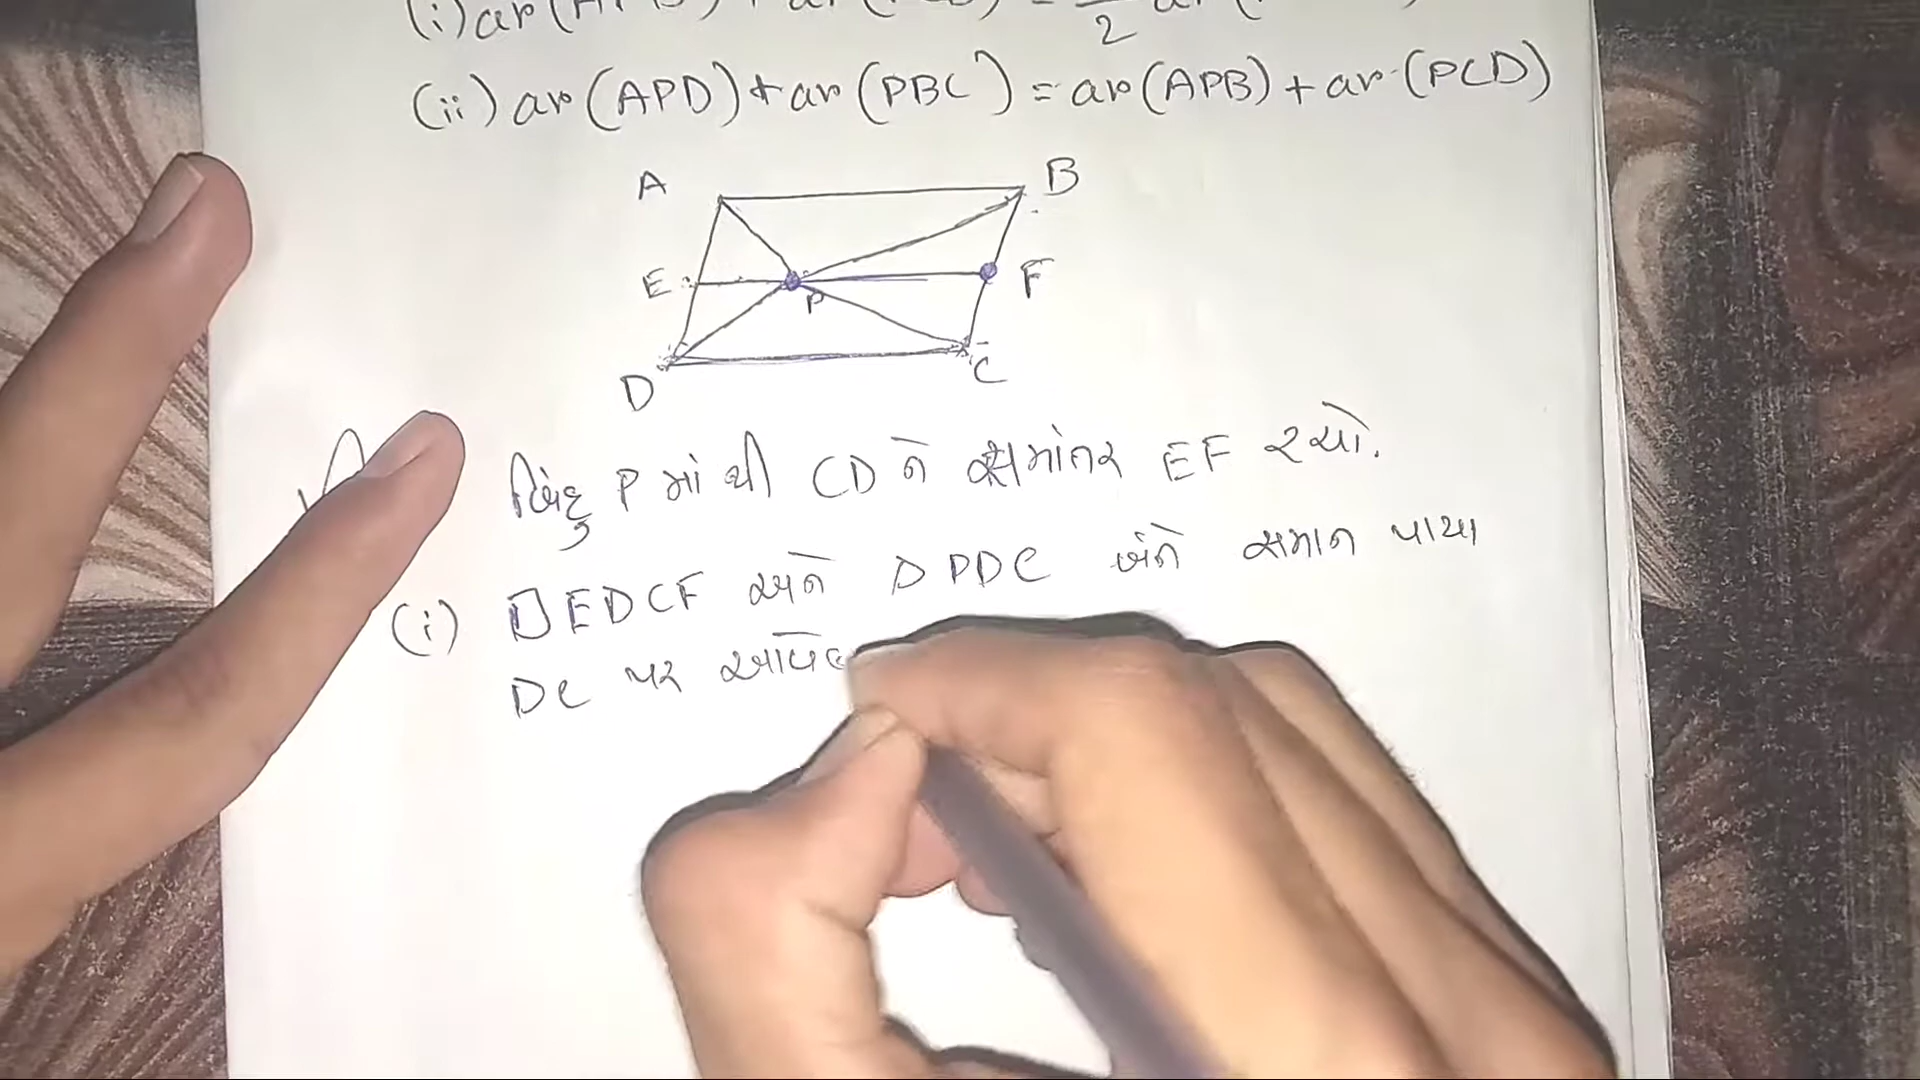 (ii) ar (APD) + ar (PBC) = ar (APB) + ar (PCD)
A B
E P F
D C
બિંદુ P માં થી CD ને સમાંતર EF રચો.
(i) □ EDCF અને Δ PDC બંને સમાન પાયા
DC પર